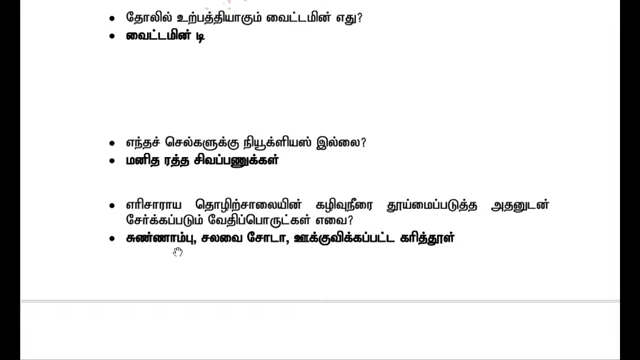 • தோலில் உற்பத்தியாகும் வைட்டமின் எது?
• வைட்டமின் டி
• எந்தச் செல்களுக்கு நியூக்ளியஸ் இல்லை?
• மனித ரத்த சிவப்பணுக்கள்
• எரிசாராய தொழிற்சாலையின் கழிவுநீரை தூய்மைப்படுத்த அதனுடன்
சேர்க்கப்படும் வேதிப்பொருட்கள் எவை?
• சுண்ணாம்பு, சலவை சோடா, ஊக்குவிக்கப்பட்ட கரித்தூள்